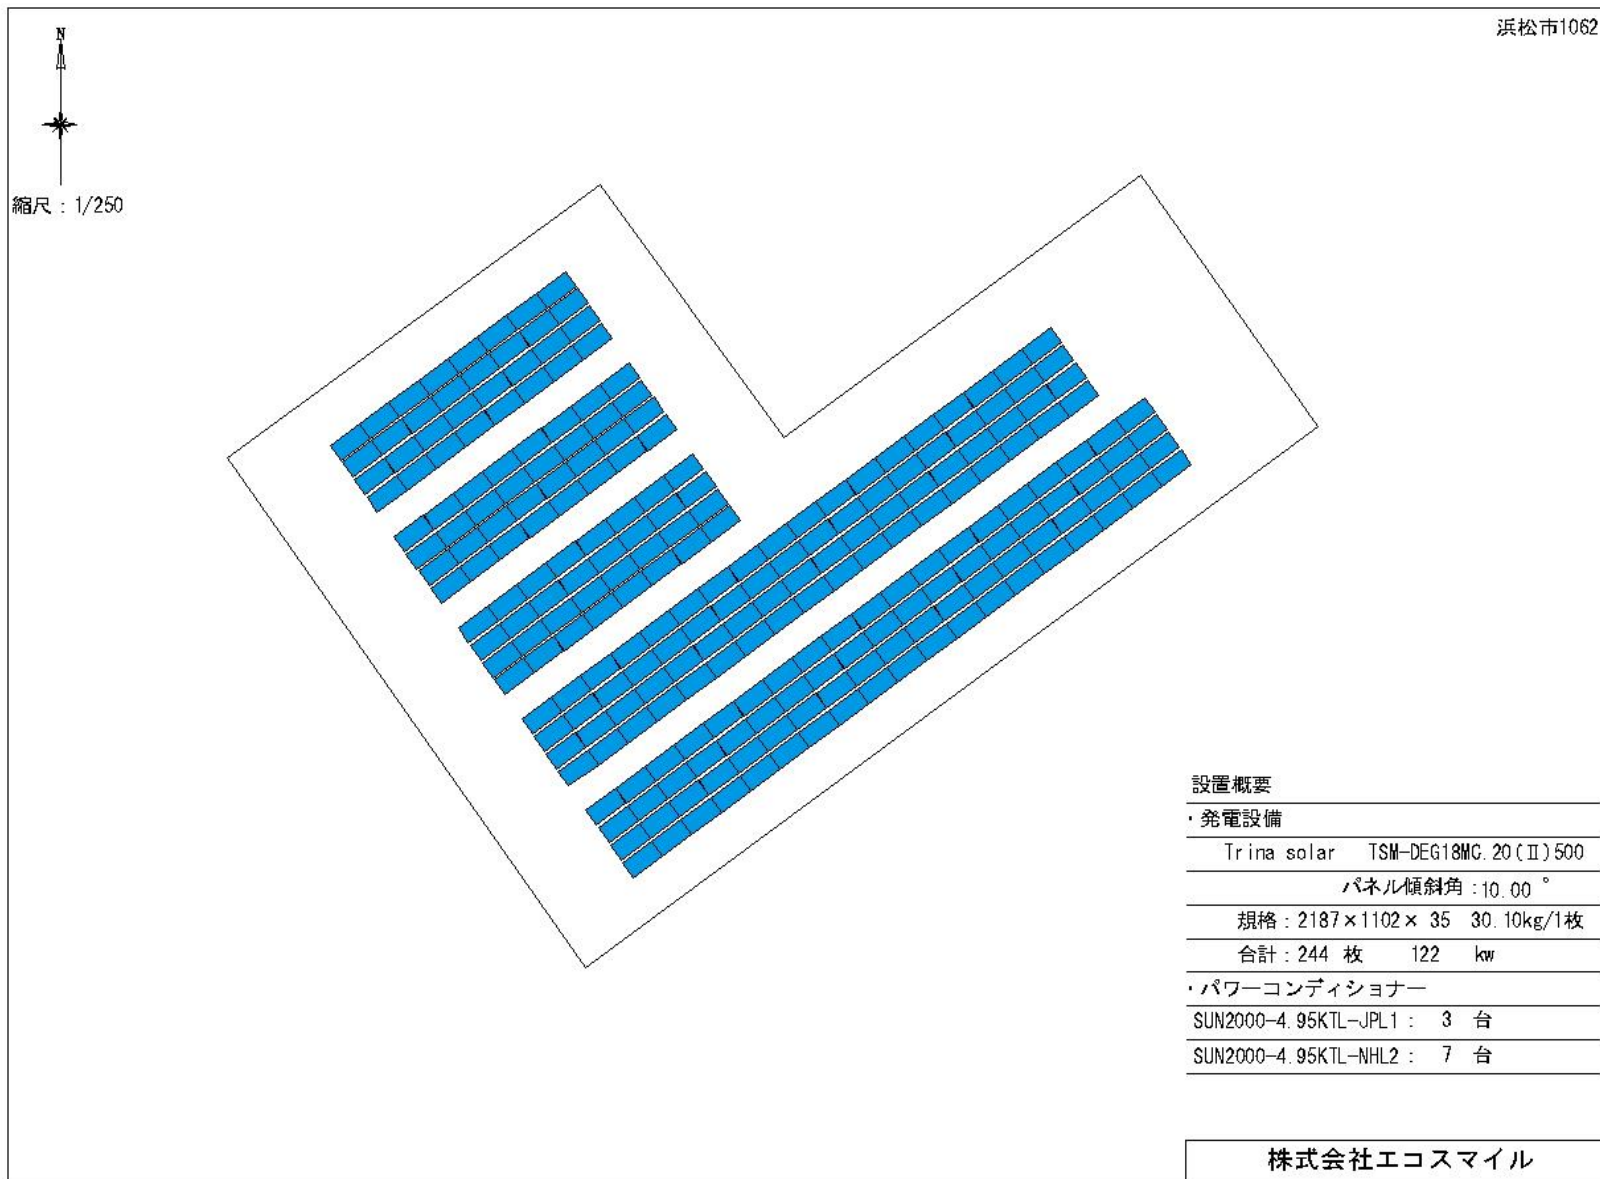 浜松市1062
N
縮尺：1/250
設置概要
・発電設備
Trina solar TSM-DEG18MC.20(Ⅱ)500
パネル傾斜角：10.00°
規格：2187×1102× 35 30.10kg/1枚
合計：244 枚 122 kw
・パワーコンディショナー
SUN2000-4.95KTL-JPL1： 3 台
SUN2000-4.95KTL-NHL2： 7 台
株式会社エコスマイル